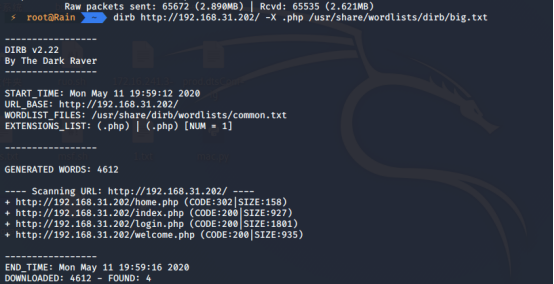 Raw packets sent: 65672 (2.890MB) | Rcvd: 65535 (2.621MB)
⚡ root@Rain ~ dirb http://192.168.31.202/ -X .php /usr/share/wordlists/dirb/big.txt
-----------------
DIRB v2.22
By The Dark Raver
-----------------
START_TIME: Mon May 11 19:59:12 2020
URL_BASE: http://192.168.31.202/
WORDLIST_FILES: /usr/share/dirb/wordlists/common.txt
EXTENSIONS_LIST: (.php) | (.php) [NUM = 1]
-----------------
GENERATED WORDS: 4612
---- Scanning URL: http://192.168.31.202/ ----
+ http://192.168.31.202/home.php (CODE:302|SIZE:158)
+ http://192.168.31.202/index.php (CODE:200|SIZE:927)
+ http://192.168.31.202/login.php (CODE:200|SIZE:1801)
+ http://192.168.31.202/welcome.php (CODE:200|SIZE:935)
-----------------
END_TIME: Mon May 11 19:59:16 2020
DOWNLOADED: 4612 - FOUND: 4